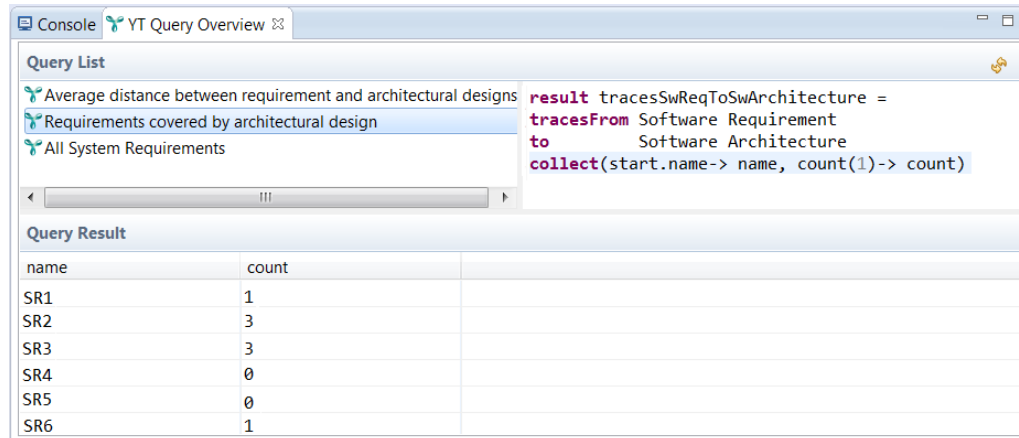 Console YT Query Overview
Query List
Average distance between requirement and architectural designs
Requirements covered by architectural design
All System Requirements
result tracesSwReqToSwArchitecture =
tracesFrom Software Requirement
to Software Architecture
collect(start.name-> name, count(1)-> count)
Query Result
name count
SR1 1
SR2 3
SR3 3
SR4 0
SR5 0
SR6 1